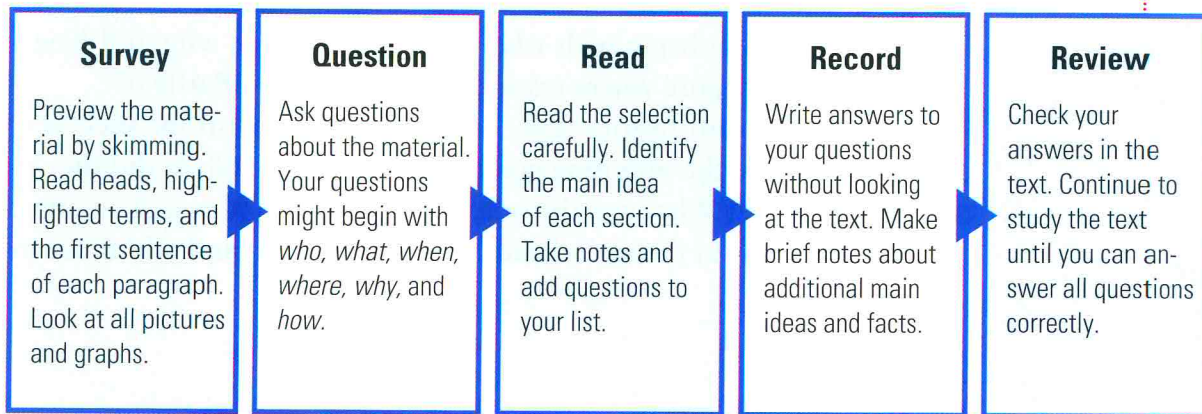 Survey
Preview the mate-
rial by skimming.
Read heads, high-
lighted terms, and
the first sentence
of each paragraph.
Look at all pictures
and graphs.
Question
Ask questions
about the material.
Your questions
might begin with
who, what, when,
where, why, and
how.
Read
Read the selection
carefully. Identify
the main idea
of each section.
Take notes and
add questions to
your list.
Record
Write answers to
your questions
without looking
at the text. Make
brief notes about
additional main
ideas and facts.
Review
Check your
answers in the
text. Continue to
study the text
until you can an-
swer all questions
correctly.